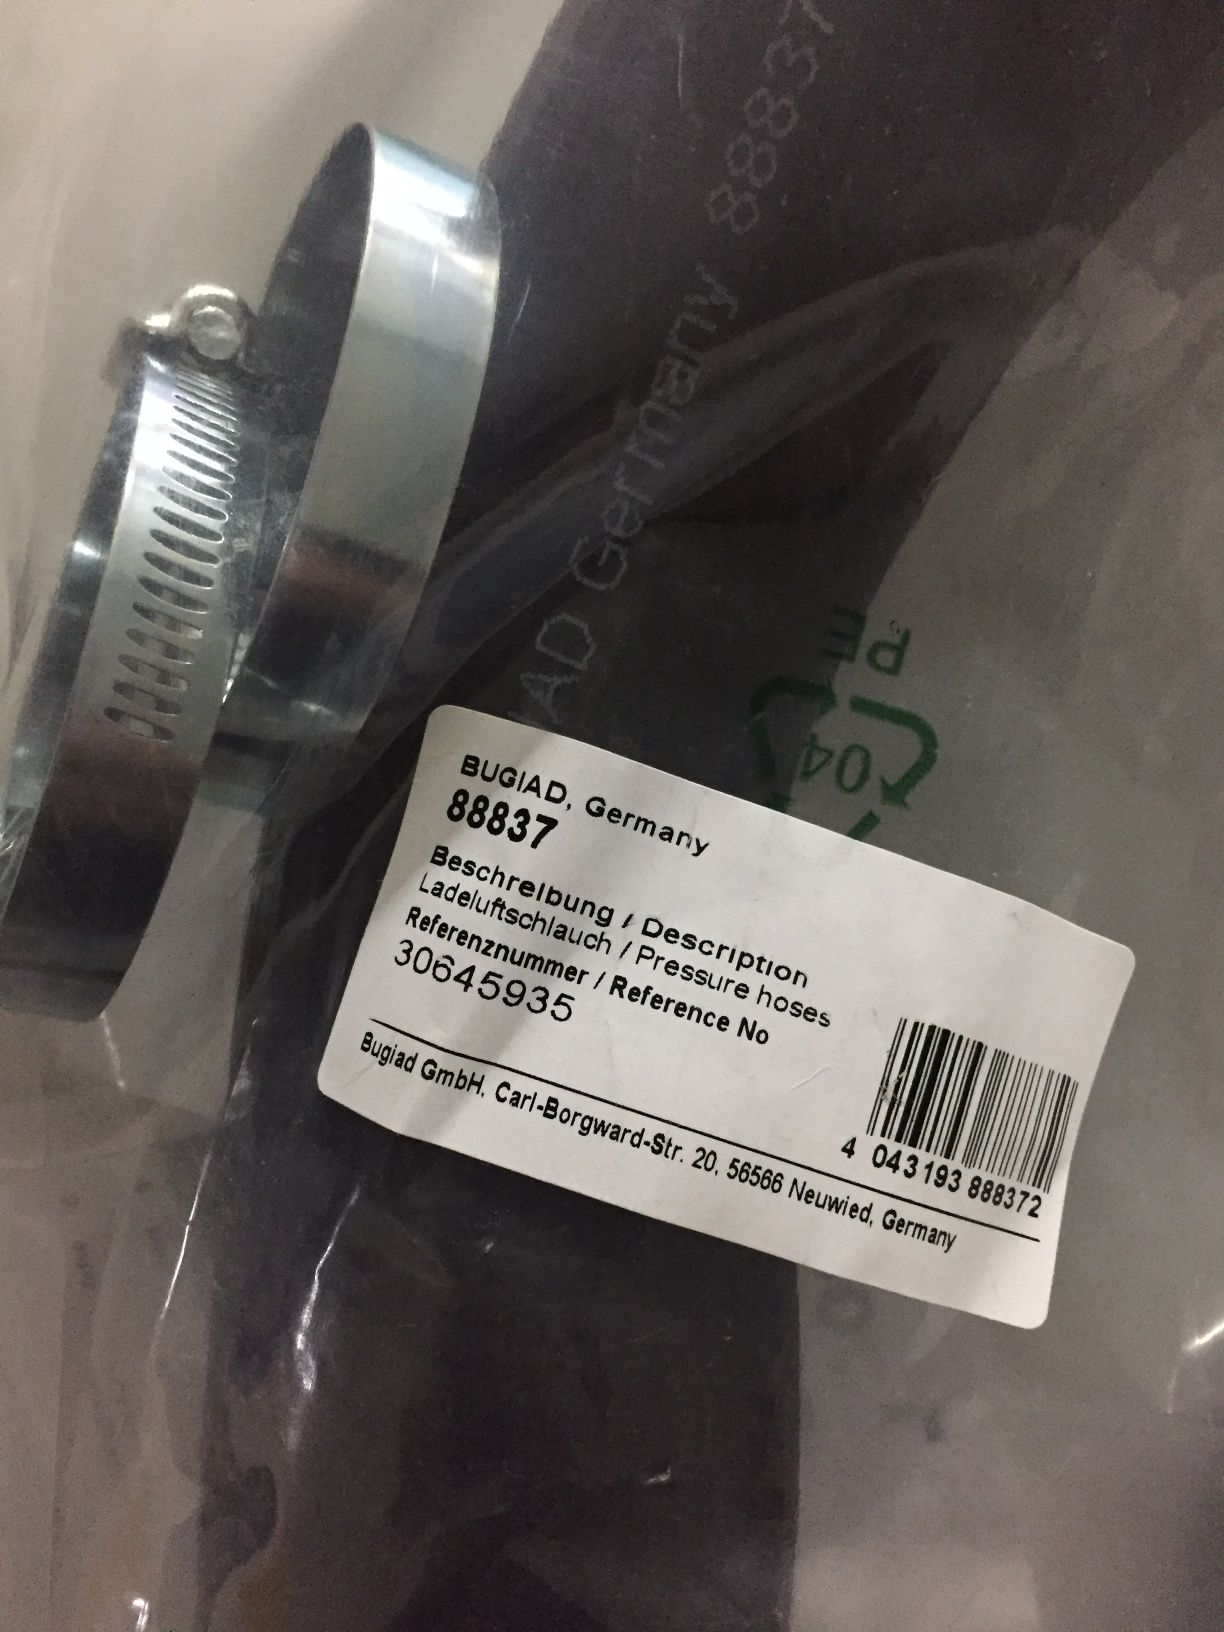 AD Germany 88837
PE
04
BUGIAD, Germany
88837
Beschreibung / Description
Ladeluftschlauch / Pressure hoses
Referenznummer / Reference No
30645935
4 043193 888372
Bugiad GmbH, Carl-Borgward-Str. 20, 56566 Neuwied, Germany